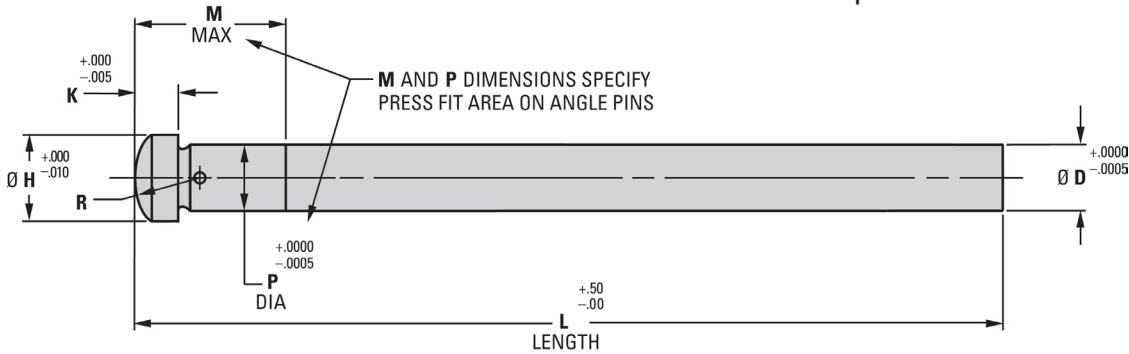 M
MAX
+.000
–.005
K
M AND P DIMENSIONS SPECIFY
PRESS FIT AREA ON ANGLE PINS
Ø H +.000
–.010
R
+.0000
–.0005
Ø D
+.0000
–.0005
P
DIA
+.50
–.00
L
LENGTH